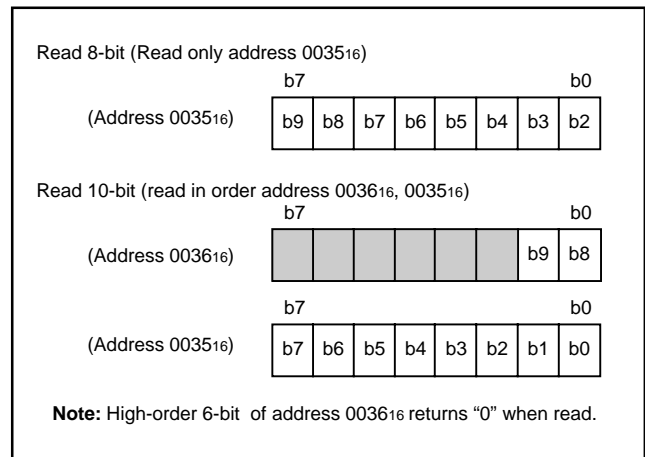 Read 8-bit (Read only address 003516)
b7 b0
(Address 003516) b9 b8 b7 b6 b5 b4 b3 b2
Read 10-bit (read in order address 003616, 003516)
b7 b0
(Address 003616) b9 b8
b7 b0
(Address 003516) b7 b6 b5 b4 b3 b2 b1 b0
Note: High-order 6-bit of address 003616 returns “0” when read.